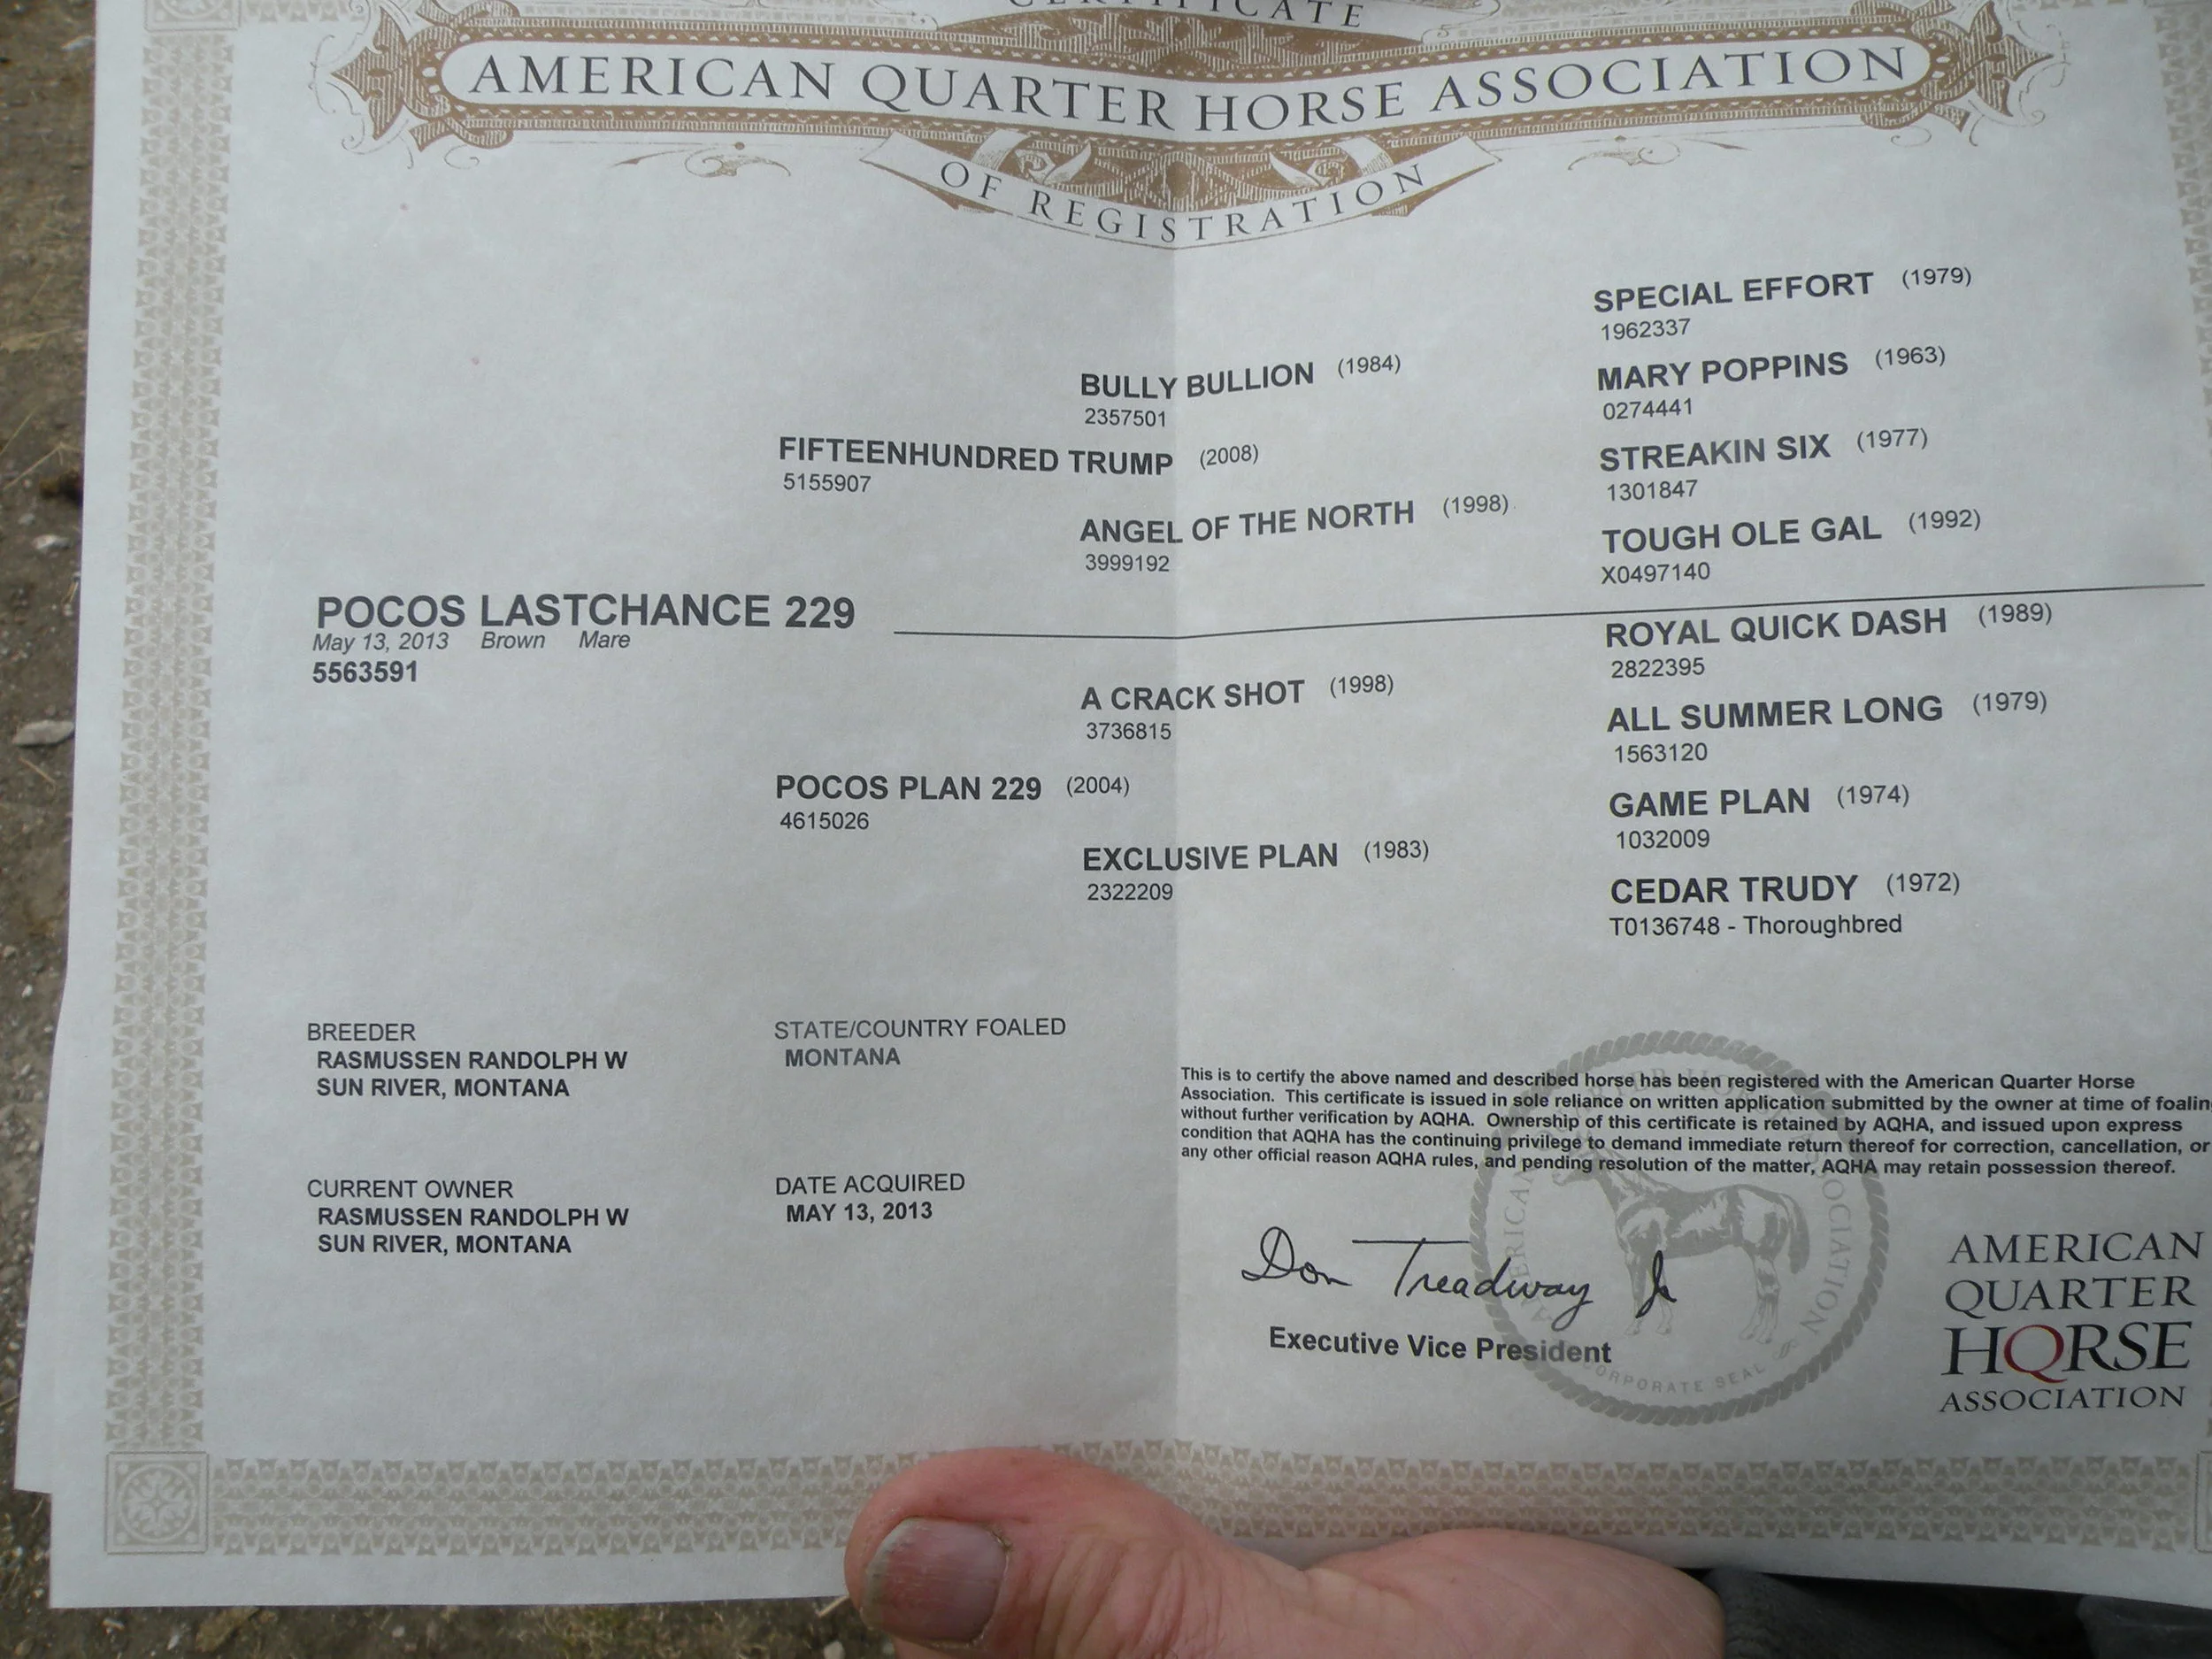 CERTIFICATE
AMERICAN QUARTER HORSE ASSOCIATION
OF REGISTRATION
SPECIAL EFFORT (1979)
1962337
BULLY BULLION (1984)
2357501
MARY POPPINS (1963)
0274441
FIFTEENHUNDRED TRUMP (2008)
5155907
STREAKIN SIX (1977)
1301847
ANGEL OF THE NORTH (1998)
3999192
TOUGH OLE GAL (1992)
X0497140
POCOS LASTCHANCE 229
May 13, 2013 Brown Mare
5563591
ROYAL QUICK DASH (1989)
2822395
A CRACK SHOT (1998)
3736815
ALL SUMMER LONG (1979)
1563120
POCOS PLAN 229 (2004)
4615026
GAME PLAN (1974)
1032009
EXCLUSIVE PLAN (1983)
2322209
CEDAR TRUDY (1972)
T0136748 - Thoroughbred
BREEDER
RASMUSSEN RANDOLPH W
SUN RIVER, MONTANA
STATE/COUNTRY FOALED
MONTANA
CURRENT OWNER
RASMUSSEN RANDOLPH W
SUN RIVER, MONTANA
DATE ACQUIRED
MAY 13, 2013
This is to certify the above named and described horse has been registered with the American Quarter Horse
Association. This certificate is issued in sole reliance on written application submitted by the owner at time of foalin
without further verification by AQHA. Ownership of this certificate is retained by AQHA, and issued upon express
condition that AQHA has the continuing privilege to demand immediate return thereof for correction, cancellation, or
any other official reason AQHA rules, and pending resolution of the matter, AQHA may retain possession thereof.
Don Treadway Jr
Executive Vice President
AMERICAN QUARTER HORSE ASSOCIATION
CORPORATE SEAL
AMERICAN
QUARTER
HORSE
ASSOCIATION